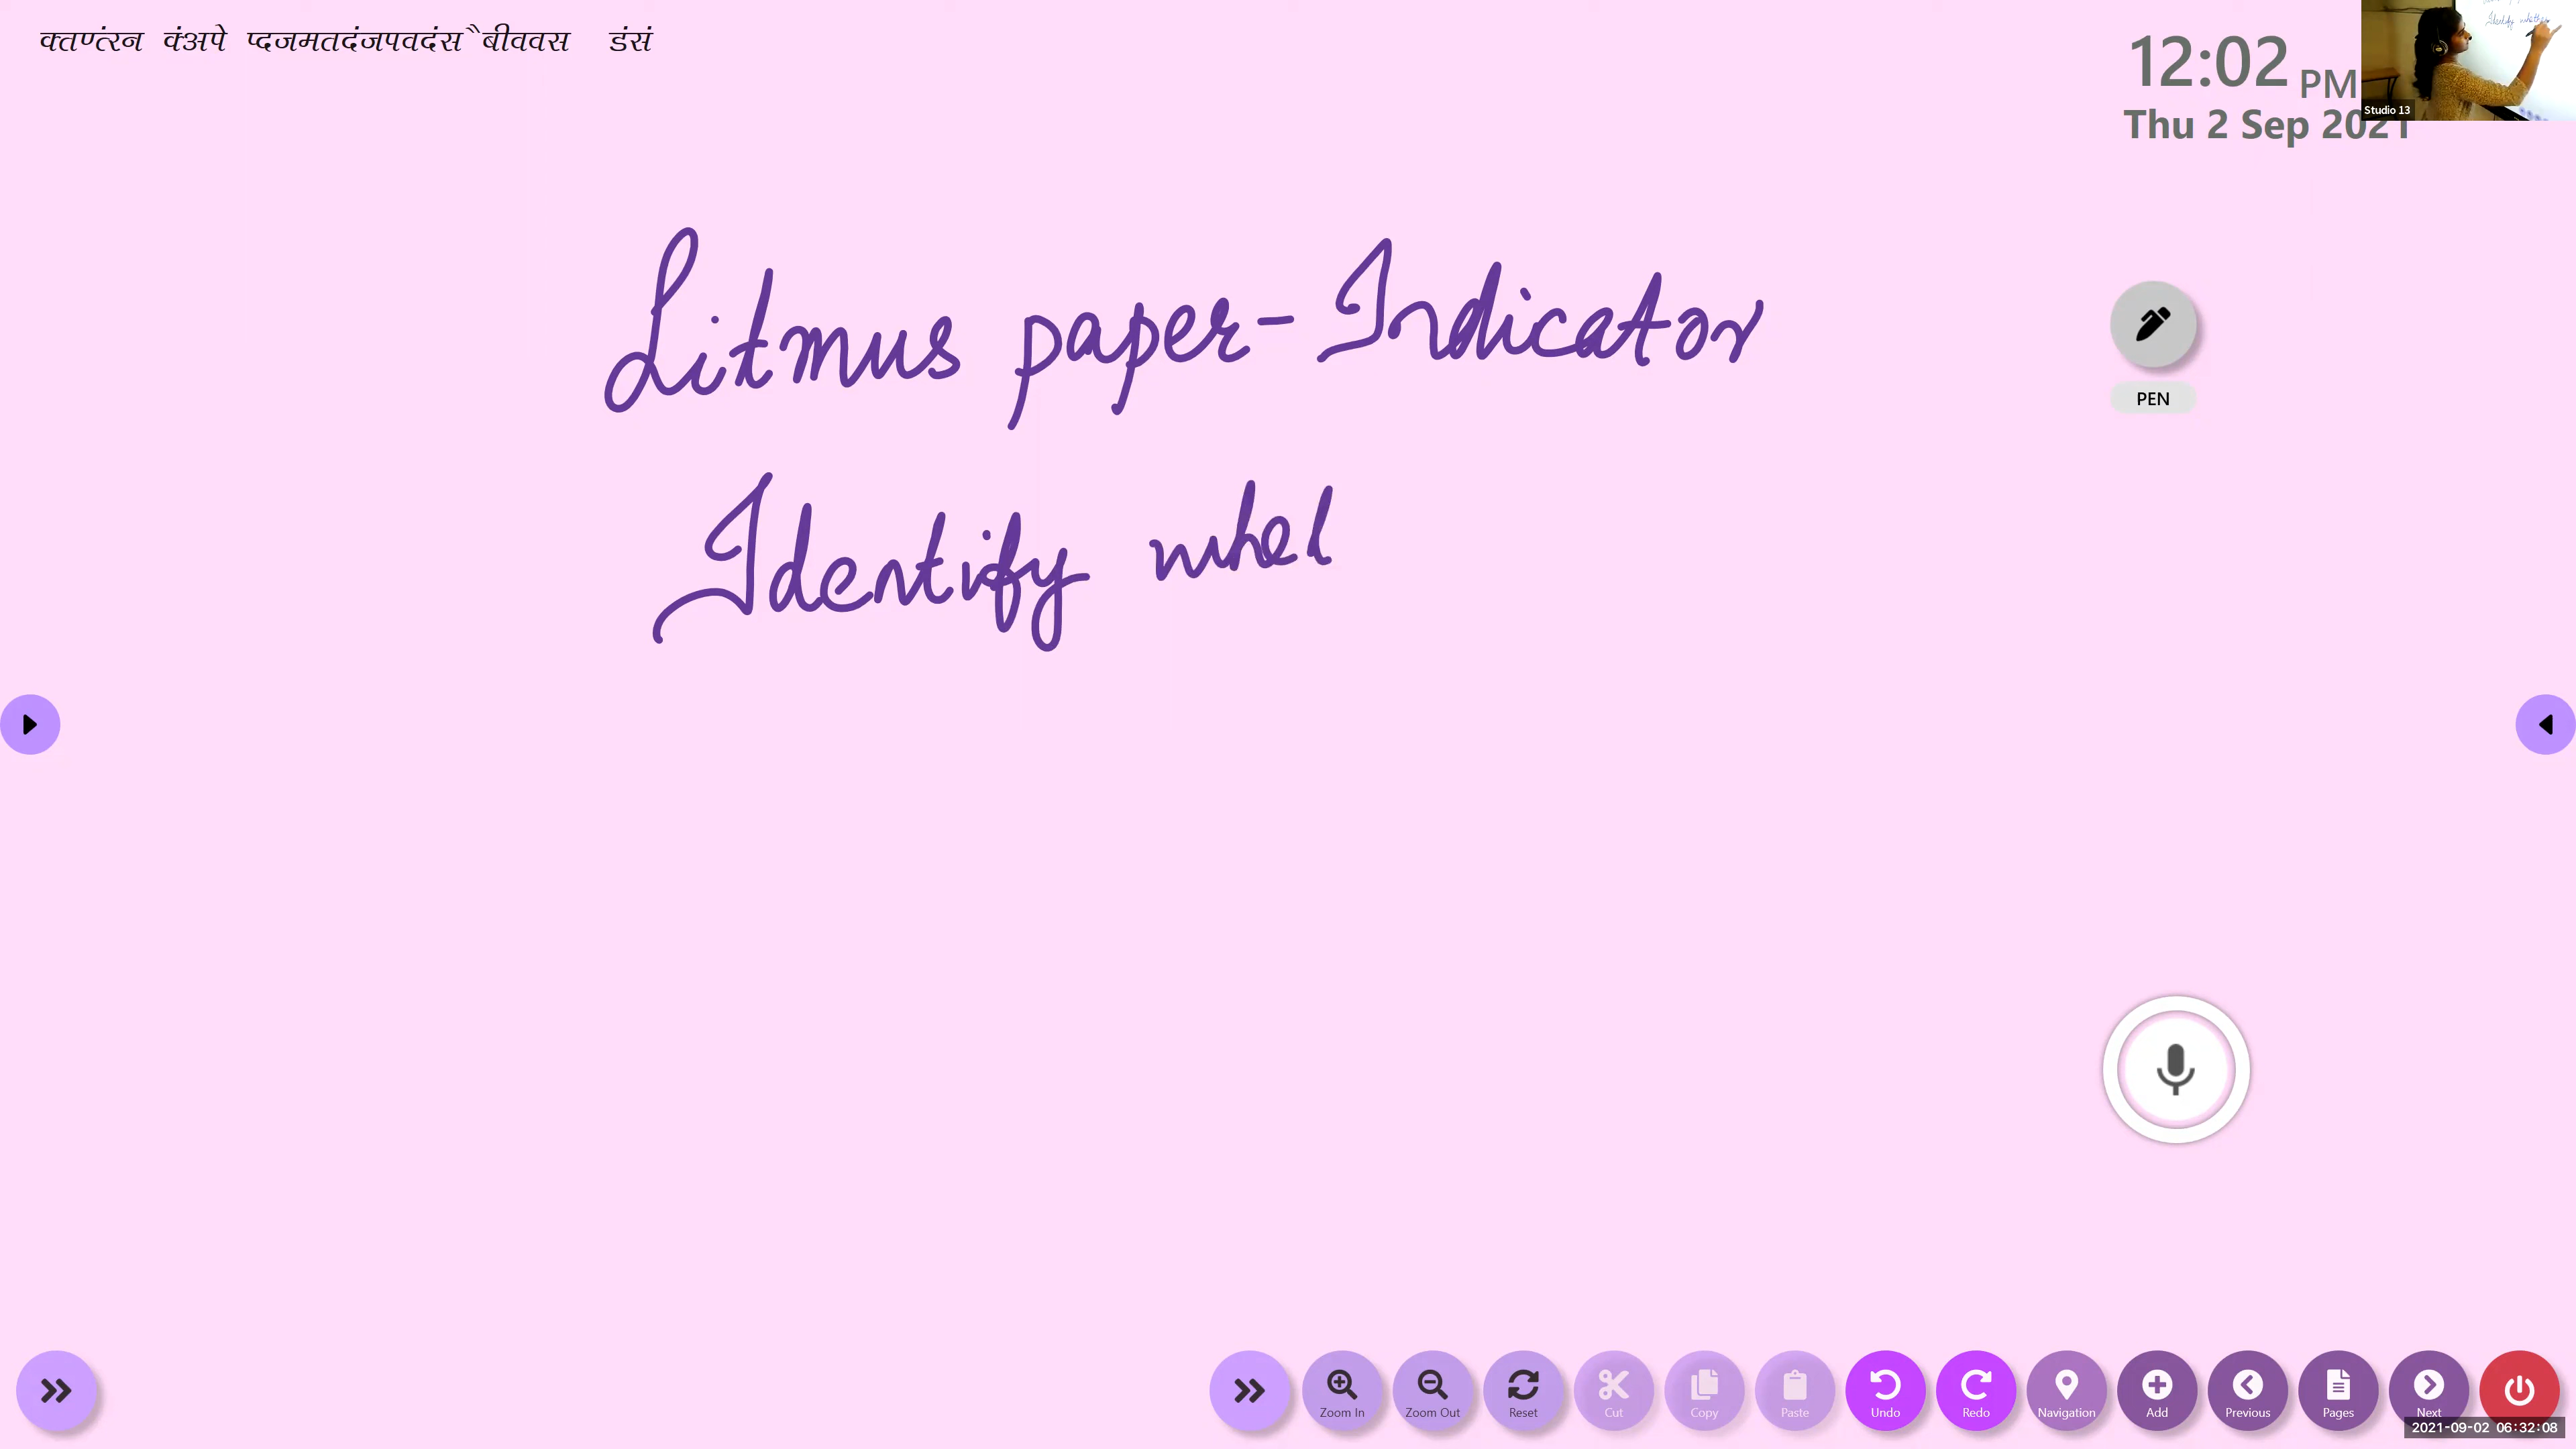 क्तण्तंरन कंअपे प्दजमतदंजपवदंस ैबीववस डंसं
12:02 PM
Thu 2 Sep 2021
Studio 13
Litmus paper - Indicator
PEN
Identify whet
Zoom In Zoom Out Reset Cut Copy Paste Undo Redo Navigation Add Previous Pages Next
2021-09-02 06:32:08